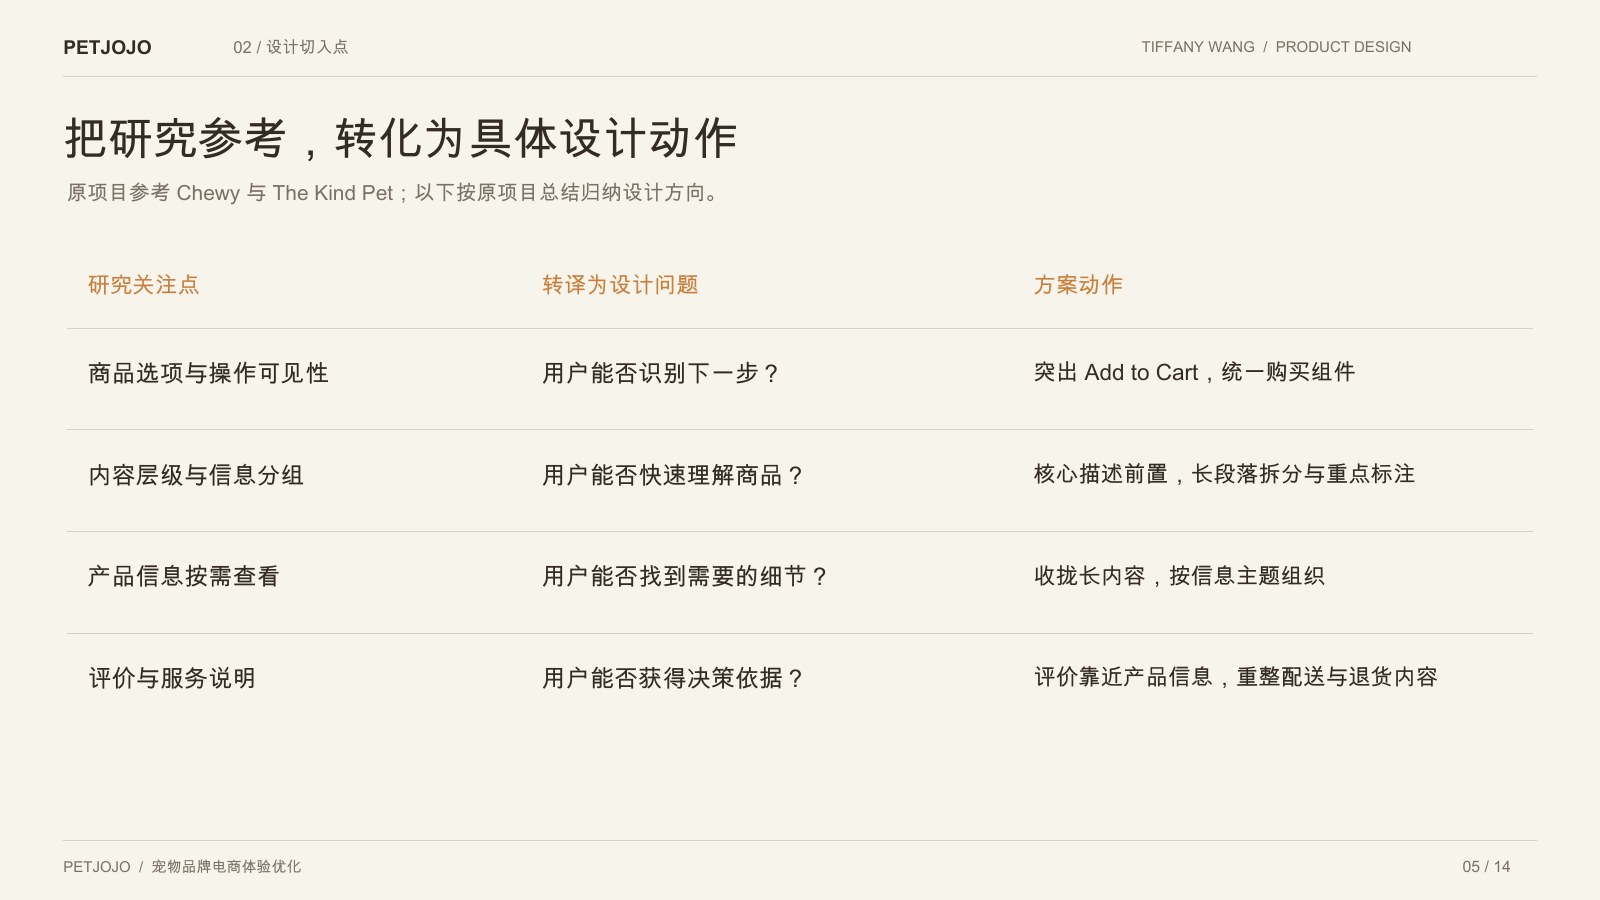 PETJOJO
02 / 设计切入点
TIFFANY WANG / PRODUCT DESIGN
把研究参考，转化为具体设计动作
原项目参考 Chewy 与 The Kind Pet；以下按原项目总结归纳设计方向。
研究关注点
转译为设计问题
方案动作
商品选项与操作可见性
用户能否识别下一步？
突出 Add to Cart，统一购买组件
内容层级与信息分组
用户能否快速理解商品？
核心描述前置，长段落拆分与重点标注
产品信息按需查看
用户能否找到需要的细节？
收拢长内容，按信息主题组织
评价与服务说明
用户能否获得决策依据？
评价靠近产品信息，重整配送与退货内容
PETJOJO / 宠物品牌电商体验优化
05 / 14